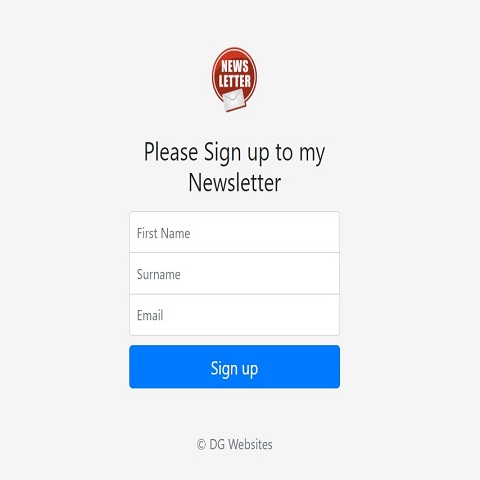 NEWS
LETTER
Please Sign up to my
Newsletter
First Name
Surname
Email
Sign up
© DG Websites